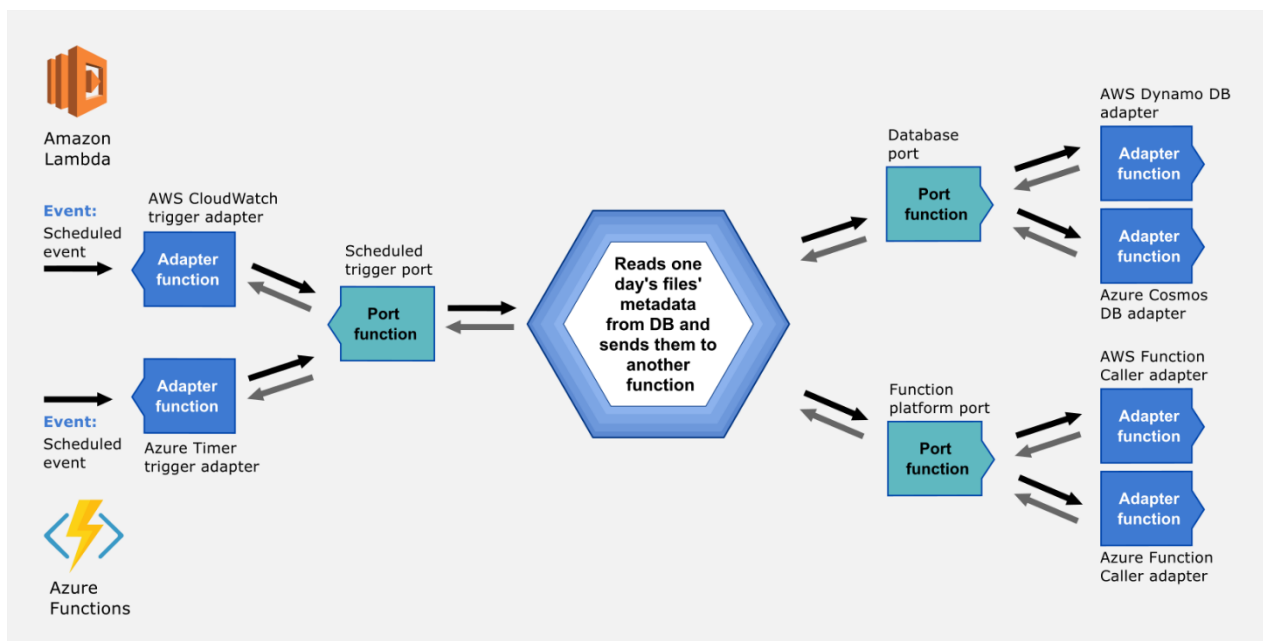 Amazon
Lambda
Event:
Scheduled
event
AWS CloudWatch
trigger adapter
Adapter
function
Scheduled
trigger port
Port
function
Adapter
function
Event:
Scheduled
event
Azure Timer
trigger adapter
Azure
Functions
Reads one
day's files'
metadata
from DB and
sends them to
another
function
Database
port
Port
function
AWS Dynamo DB
adapter
Adapter
function
Adapter
function
Azure Cosmos
DB adapter
Function
platform port
Port
function
AWS Function
Caller adapter
Adapter
function
Adapter
function
Azure Function
Caller adapter